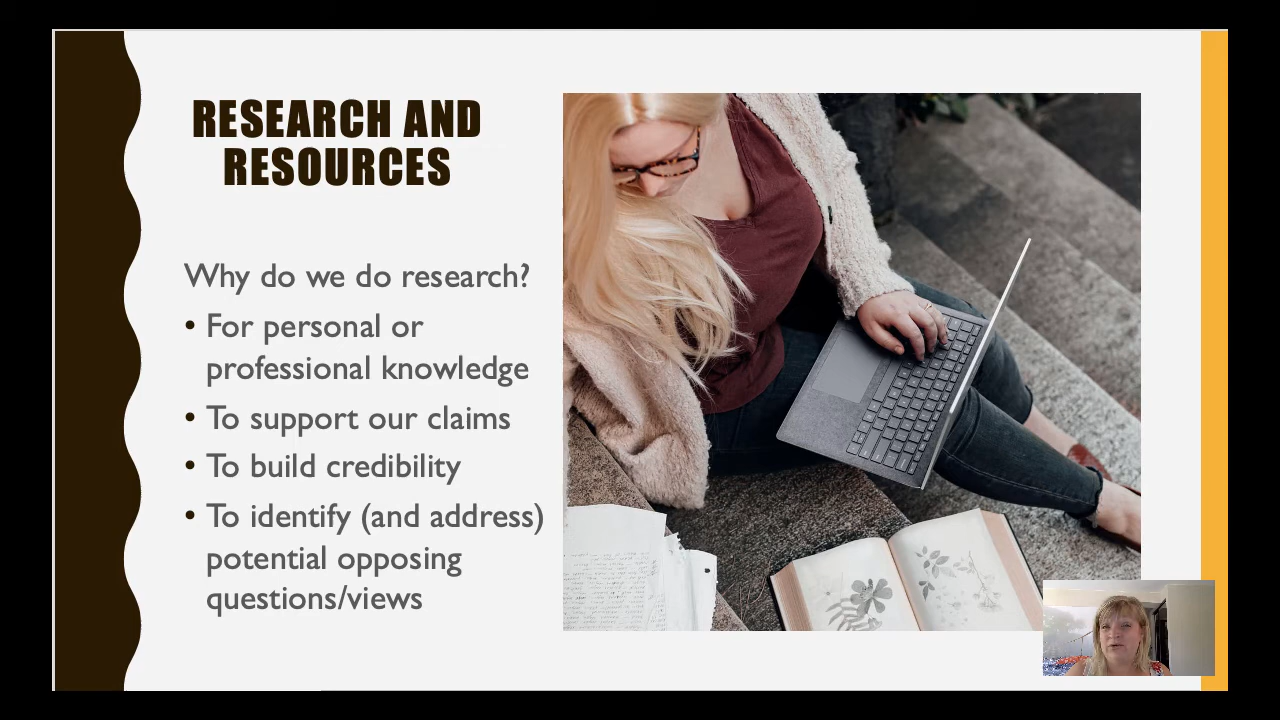 RESEARCH AND
RESOURCES
Why do we do research?
• For personal or
professional knowledge
• To support our claims
• To build credibility
• To identify (and address)
potential opposing
questions/views